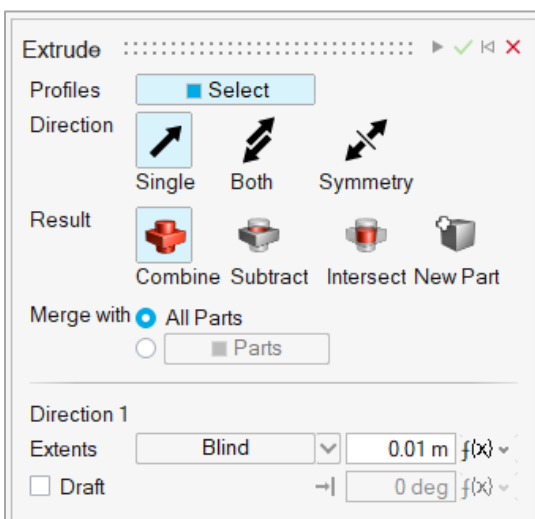 Extrude
Profiles Select
Direction
Single Both Symmetry
Result
Combine Subtract Intersect New Part
Merge with All Parts
Parts
Direction 1
Extents Blind 0.01 m f(x)
Draft 0 deg f(x)